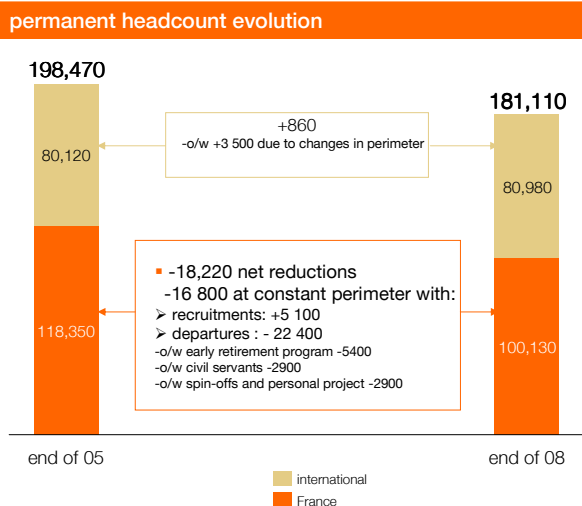 permanent headcount evolution
198,470
181,110
+860
-o/w +3 500 due to changes in perimeter
80,120
80,980
▪ -18,220 net reductions
-16 800 at constant perimeter with:
➢ recruitments: +5 100
➢ departures : - 22 400
-o/w early retirement program -5400
-o/w civil servants -2900
-o/w spin-offs and personal project -2900
118,350
100,130
end of 05
end of 08
international
France